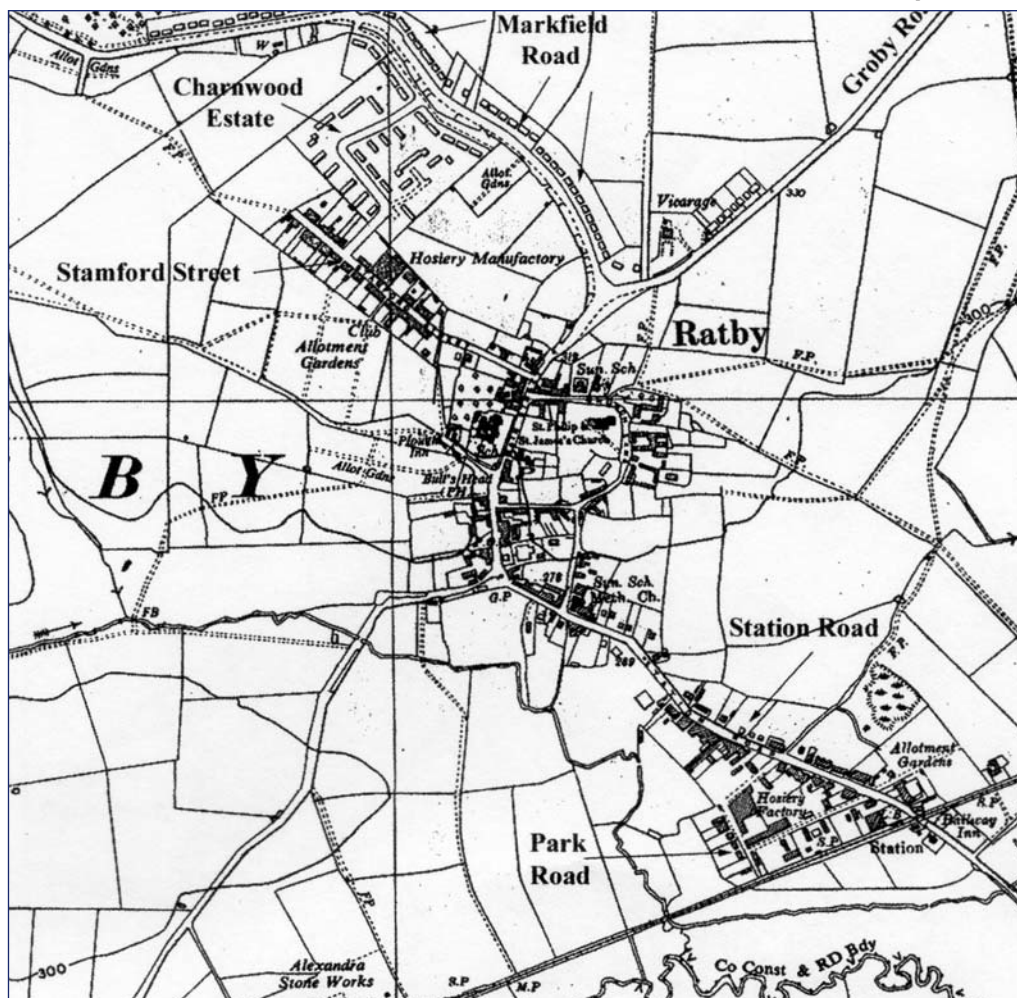 Markfield
Road
Groby Ro
Allot
Gdns
W
Charnwood
Estate
F.P.
Allot.
Gdns
Vicarage
330
Stamford Street
Hosiery Manufactory
F.P.
Club
Allotment
Gardens
319
Sun. Sch.
F.P.
Ratby
F.P.
300
St. Philip &
St. James's Church
Plough
Inn
Sch.
F.P.
B Y
Allot. Gdns
Bull's Head
(P.H.)
F.P.
278
Sun. Sch.
Meth. Ch.
G.P
FB
Station Road
269
F.P.
Allotment
Gardens
Hosiery
Factory
S.P
Railway
Inn
S.P.
Station
Park
Road
F.P
300
Alexandra
Stone Works
S.P
M.P
Co Const & RD Bdy